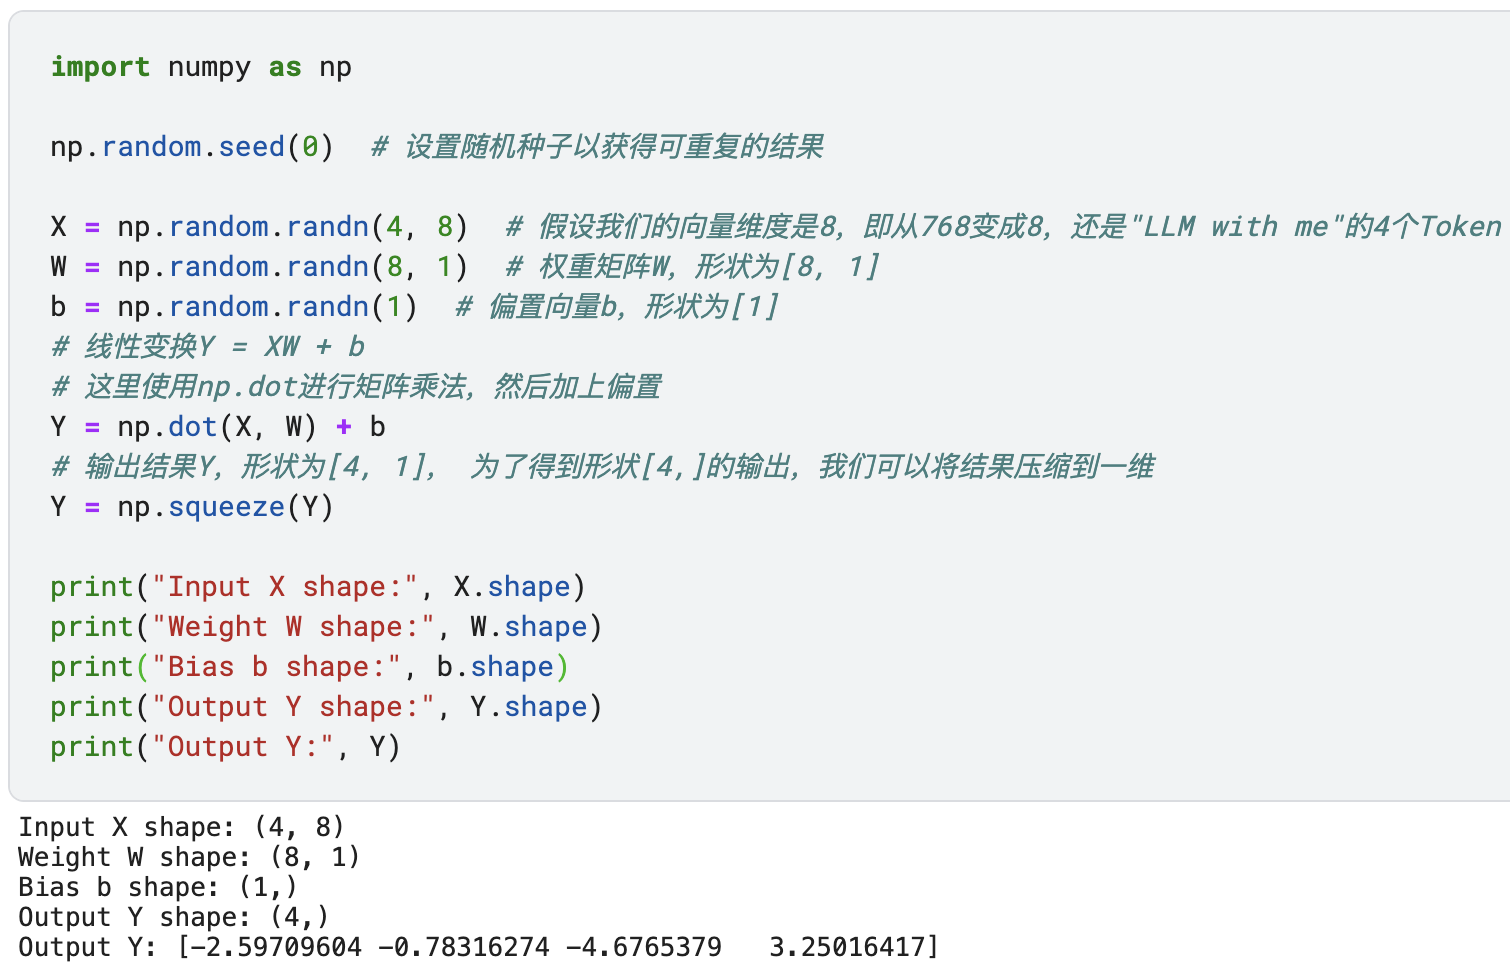 import numpy as np
np.random.seed(0)  # 设置随机种子以获得可重复的结果
X = np.random.randn(4, 8)  # 假设我们的向量维度是8，即从768变成8，还是"LLM with me"的4个Token
W = np.random.randn(8, 1)  # 权重矩阵W，形状为[8, 1]
b = np.random.randn(1)  # 偏置向量b，形状为[1]
# 线性变换Y = XW + b
# 这里使用np.dot进行矩阵乘法，然后加上偏置
Y = np.dot(X, W) + b
# 输出结果Y，形状为[4, 1]， 为了得到形状[4,]的输出，我们可以将结果压缩到一维
Y = np.squeeze(Y)
print("Input X shape:", X.shape)
print("Weight W shape:", W.shape)
print("Bias b shape:", b.shape)
print("Output Y shape:", Y.shape)
print("Output Y:", Y)
Input X shape: (4, 8)
Weight W shape: (8, 1)
Bias b shape: (1,)
Output Y shape: (4,)
Output Y: [-2.59709604 -0.78316274 -4.6765379   3.25016417]